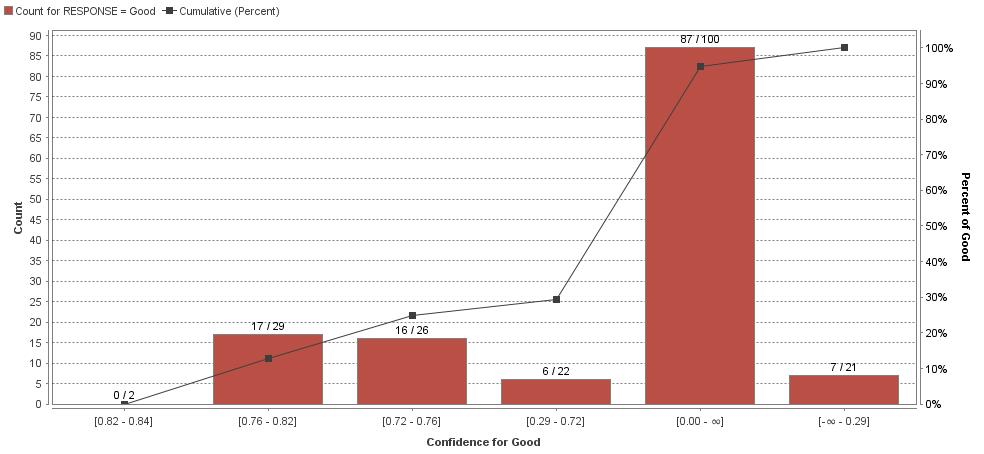 Count for RESPONSE = Good Cumulative (Percent)
90
85
80
75
70
65
60
55
50
45
40
35
30
25
20
15
10
5
0
Count
0 / 2
17 / 29
16 / 26
6 / 22
87 / 100
7 / 21
100%
90%
80%
70%
60%
50%
40%
30%
20%
10%
0%
Percent of Good
[0.82 - 0.84] [0.76 - 0.82] [0.72 - 0.76] [0.29 - 0.72] [0.00 - ∞] [-∞ - 0.29]
Confidence for Good